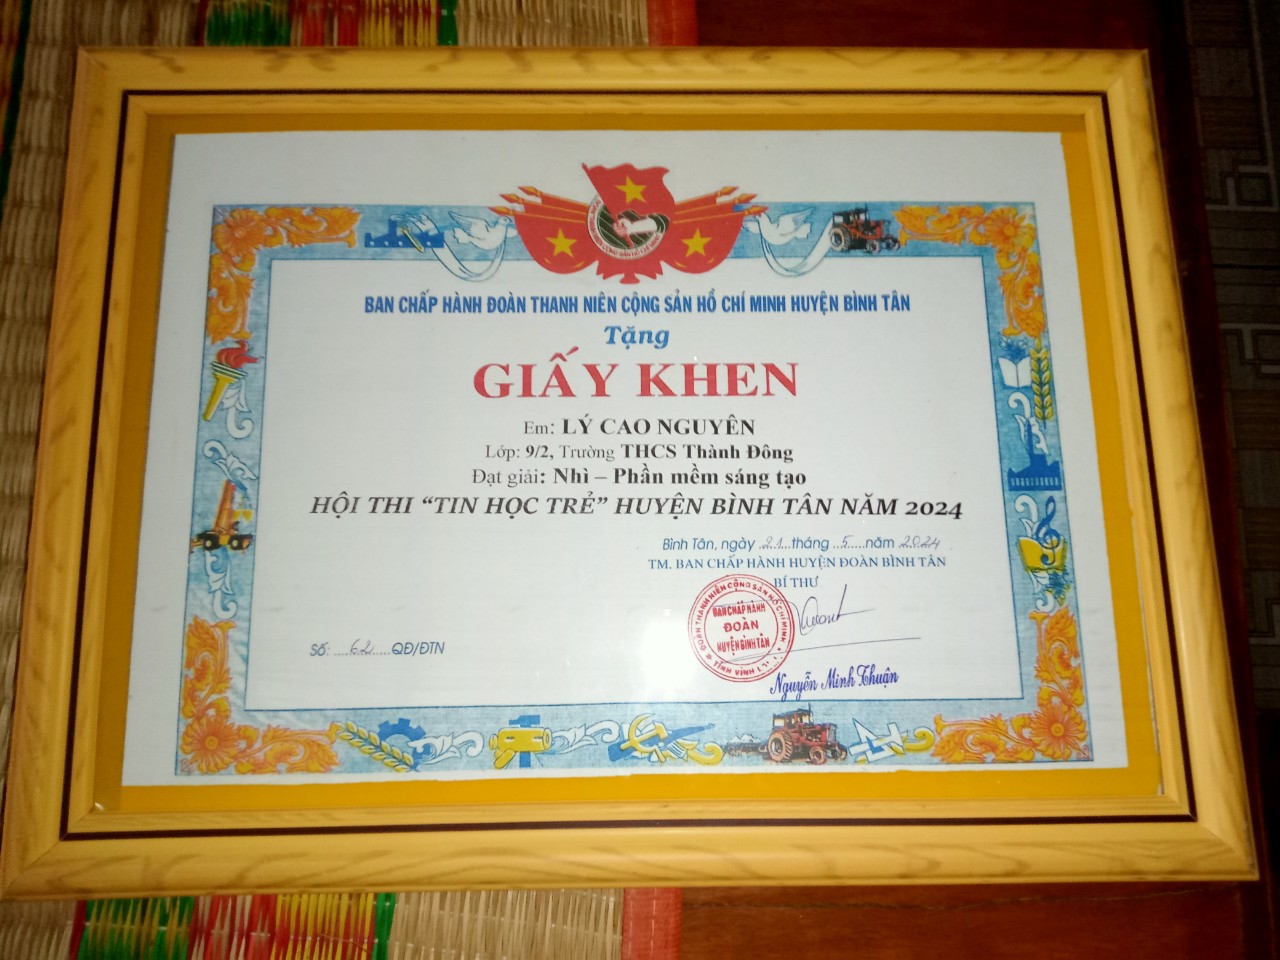 BAN CHẤP HÀNH ĐOÀN THANH NIÊN CỘNG SẢN HỒ CHÍ MINH HUYỆN BÌNH TÂN
Tặng
GIẤY KHEN
Em: LÝ CAO NGUYÊN
Lớp: 9/2, Trường THCS Thành Đông
Đạt giải: Nhì – Phần mềm sáng tạo
HỘI THI “TIN HỌC TRẺ” HUYỆN BÌNH TÂN NĂM 2024
Bình Tân, ngày 21 tháng 5 năm 2024
TM. BAN CHẤP HÀNH HUYỆN ĐOÀN BÌNH TÂN
BÍ THƯ
ĐOÀN THANH NIÊN CỘNG SẢN HỒ CHÍ MINH
BAN CHẤP HÀNH
ĐOÀN
HUYỆN BÌNH TÂN
TỈNH VĨNH
Số: 62 QĐ/ĐTN
Nguyễn Minh Thuận